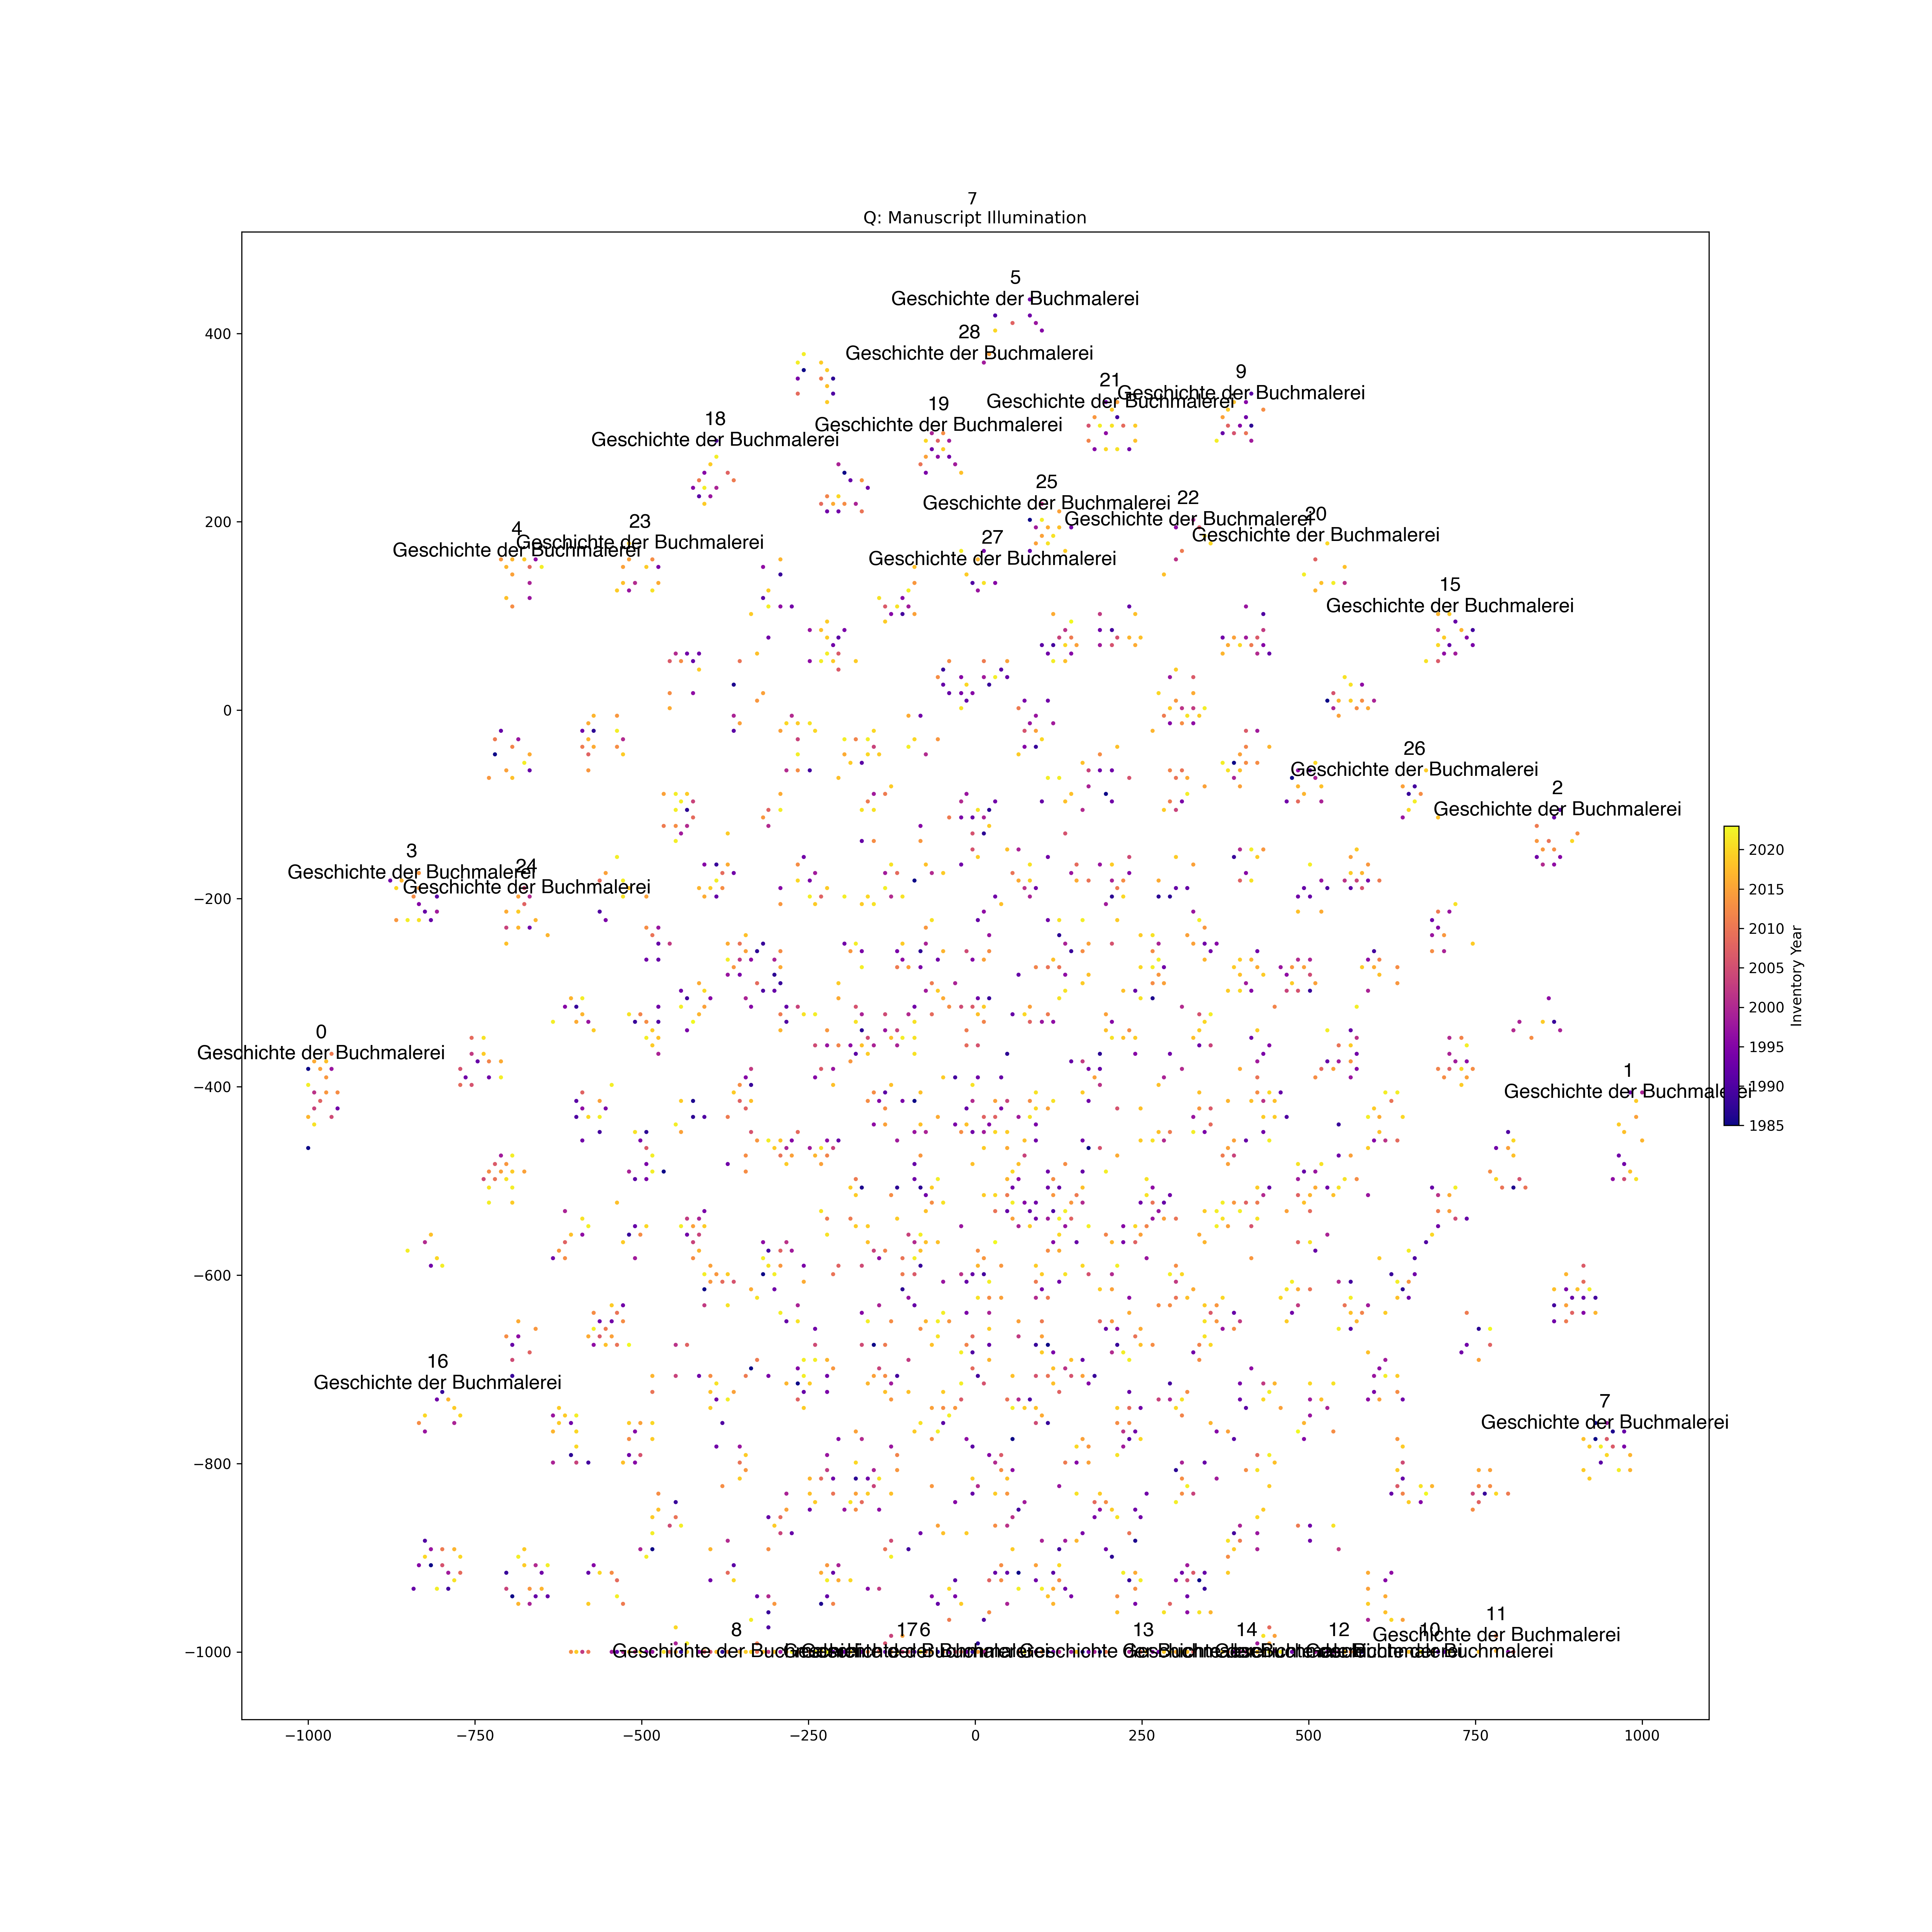 7
Q: Manuscript Illumination
5
Geschichte der Buchmalerei
28
Geschichte der Buchmalerei
9
Geschichte der Buchmalerei
21
Geschichte der Buchmalerei
19
Geschichte der Buchmalerei
18
Geschichte der Buchmalerei
25
Geschichte der Buchmalerei
22
Geschichte der Buchmalerei
20
Geschichte der Buchmalerei
23
Geschichte der Buchmalerei
4
Geschichte der Buchmalerei
27
Geschichte der Buchmalerei
15
Geschichte der Buchmalerei
26
Geschichte der Buchmalerei
2
Geschichte der Buchmalerei
3
Geschichte der Buchmalerei
24
Geschichte der Buchmalerei
0
Geschichte der Buchmalerei
1
Geschichte der Buchmalerei
16
Geschichte der Buchmalerei
7
Geschichte der Buchmalerei
11
Geschichte der Buchmalerei
8
17
6
13
14
12
10
400
200
0
−200
−400
−600
−800
−1000
−1000
−750
−500
−250
0
250
500
750
1000
2020
2015
2010
2005
2000
1995
1990
1985
Inventory Year